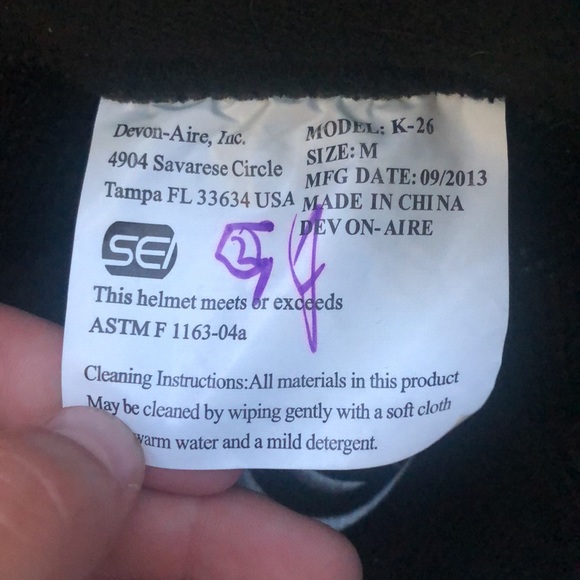 Devon-Aire, Inc.
4904 Savarese Circle
Tampa FL 33634 USA
MODEL: K-26
SIZE: M
MFG DATE: 09/2013
MADE IN CHINA
DEVON-AIRE
SEI
This helmet meets or exceeds
ASTM F 1163-04a
Cleaning Instructions:All materials in this product
May be cleaned by wiping gently with a soft cloth
warm water and a mild detergent.